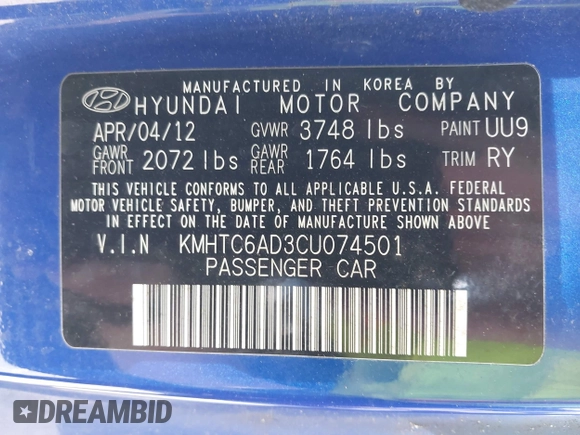 MANUFACTURED IN KOREA BY
HYUNDAI MOTOR COMPANY
APR/04/12 GVWR 3748 lbs PAINT UU9
GAWR FRONT 2072 lbs GAWR REAR 1764 lbs TRIM RY
THIS VEHICLE CONFORMS TO ALL APPLICABLE U.S.A. FEDERAL
MOTOR VEHICLE SAFETY, BUMPER, AND THEFT PREVENTION STANDARDS
IN EFFECT ON THE DATE OF MANUFACTURE SHOWN ABOVE.
V.I.N KMHTC6AD3CU074501
PASSENGER CAR
DREAMBID